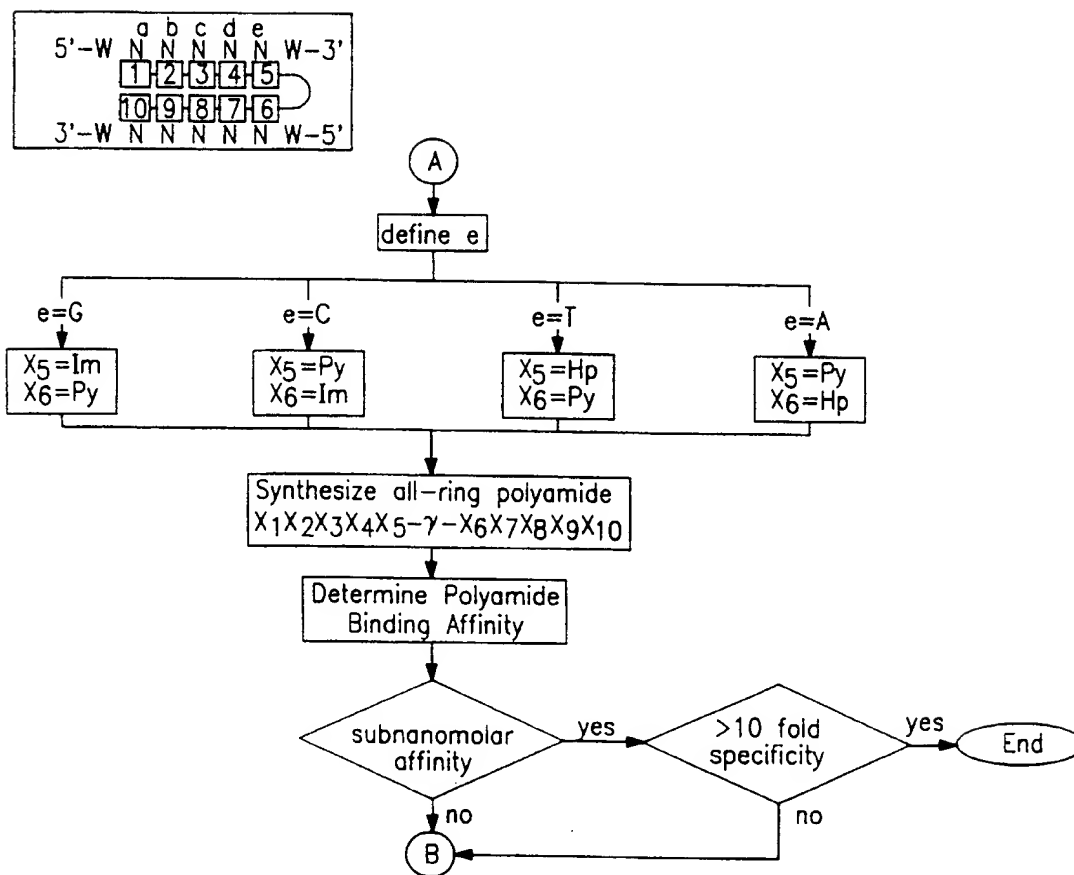 a b c d e
5'-W N N N N N W-3'
1 2 3 4 5
10 9 8 7 6
3'-W N N N N N W-5'
A
define e
e=G e=C e=T e=A
X5=Im X5=Py X5=Hp X5=Py
X6=Py X6=Im X6=Py X6=Hp
Synthesize all-ring polyamide
X1X2X3X4X5-γ-X6X7X8X9X10
Determine Polyamide
Binding Affinity
subnanomolar
affinity
yes
>10 fold
specificity
yes
End
no
no
B